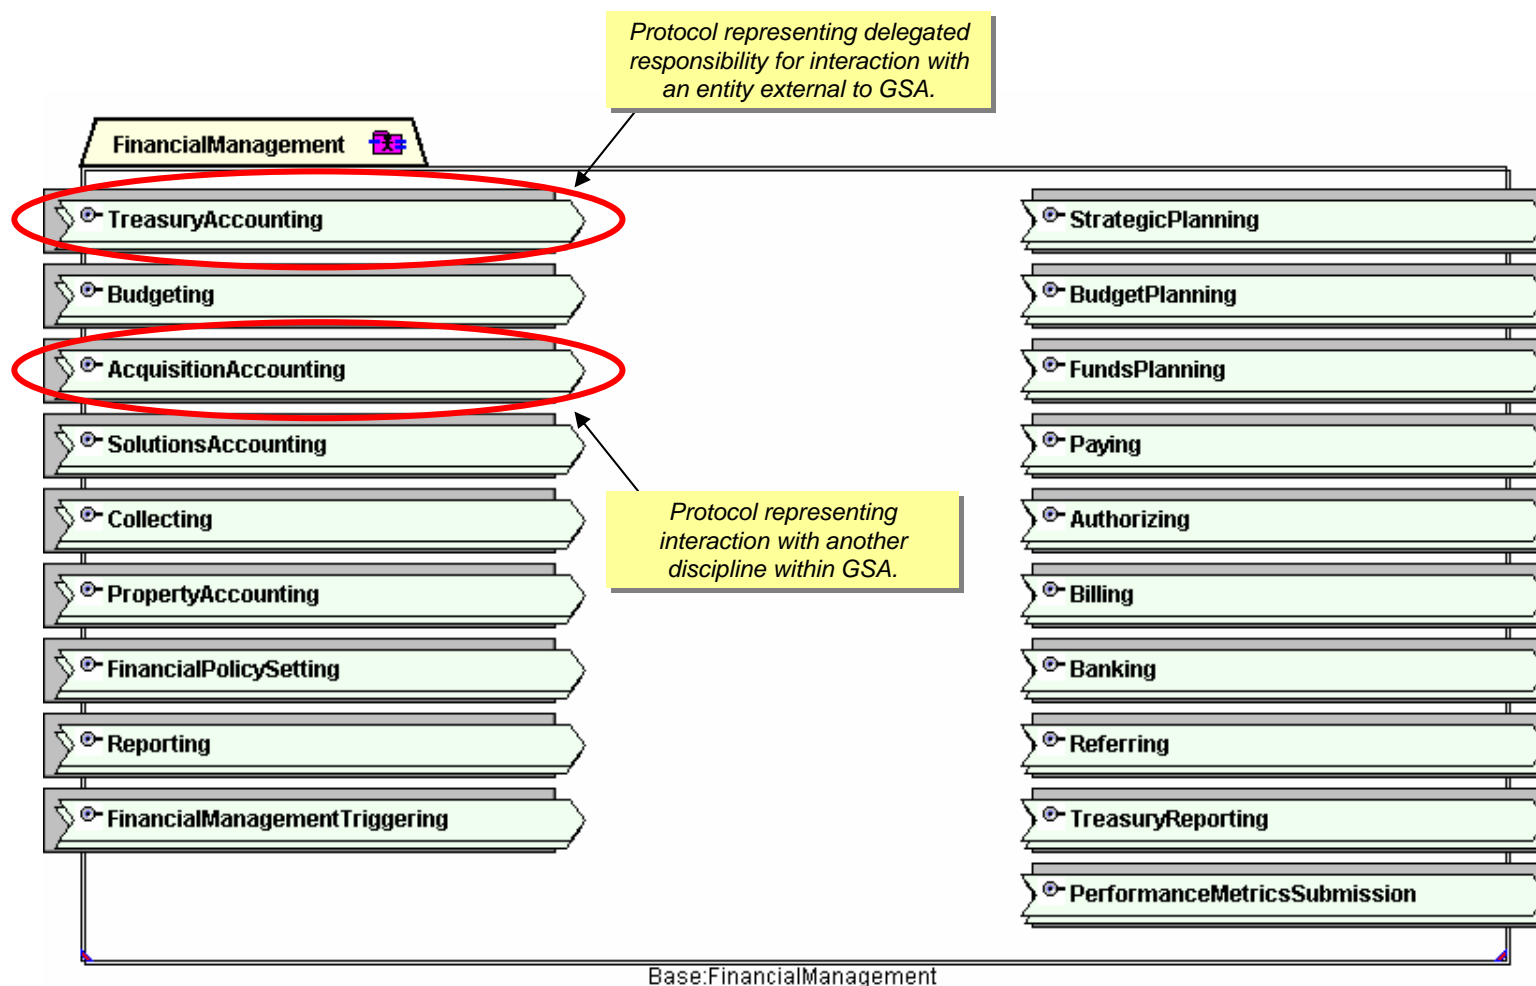 Protocol representing delegated
responsibility for interaction with
an entity external to GSA.
FinancialManagement
TreasuryAccounting
Budgeting
AcquisitionAccounting
SolutionsAccounting
Collecting
PropertyAccounting
FinancialPolicySetting
Reporting
FinancialManagementTriggering
Protocol representing
interaction with another
discipline within GSA.
StrategicPlanning
BudgetPlanning
FundsPlanning
Paying
Authorizing
Billing
Banking
Referring
TreasuryReporting
PerformanceMetricsSubmission
Base:FinancialManagement